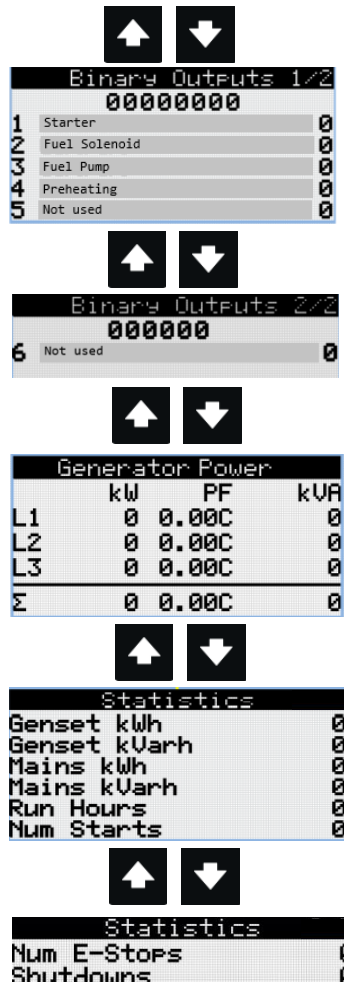 Binary Outputs 1/2
00000000
1 Starter 0
2 Fuel Solenoid 0
3 Fuel Pump 0
4 Preheating 0
5 Not used 0
Binary Outputs 2/2
000000
6 Not used 0
Generator Power
kW PF kVA
L1 0 0.00C 0
L2 0 0.00C 0
L3 0 0.00C 0
Σ 0 0.00C 0
Statistics
Genset kWh 0
Genset kVarh 0
Mains kWh 0
Mains kVarh 0
Run Hours 0
Num Starts 0
Statistics
Num E-Stops 0
Shutdowns